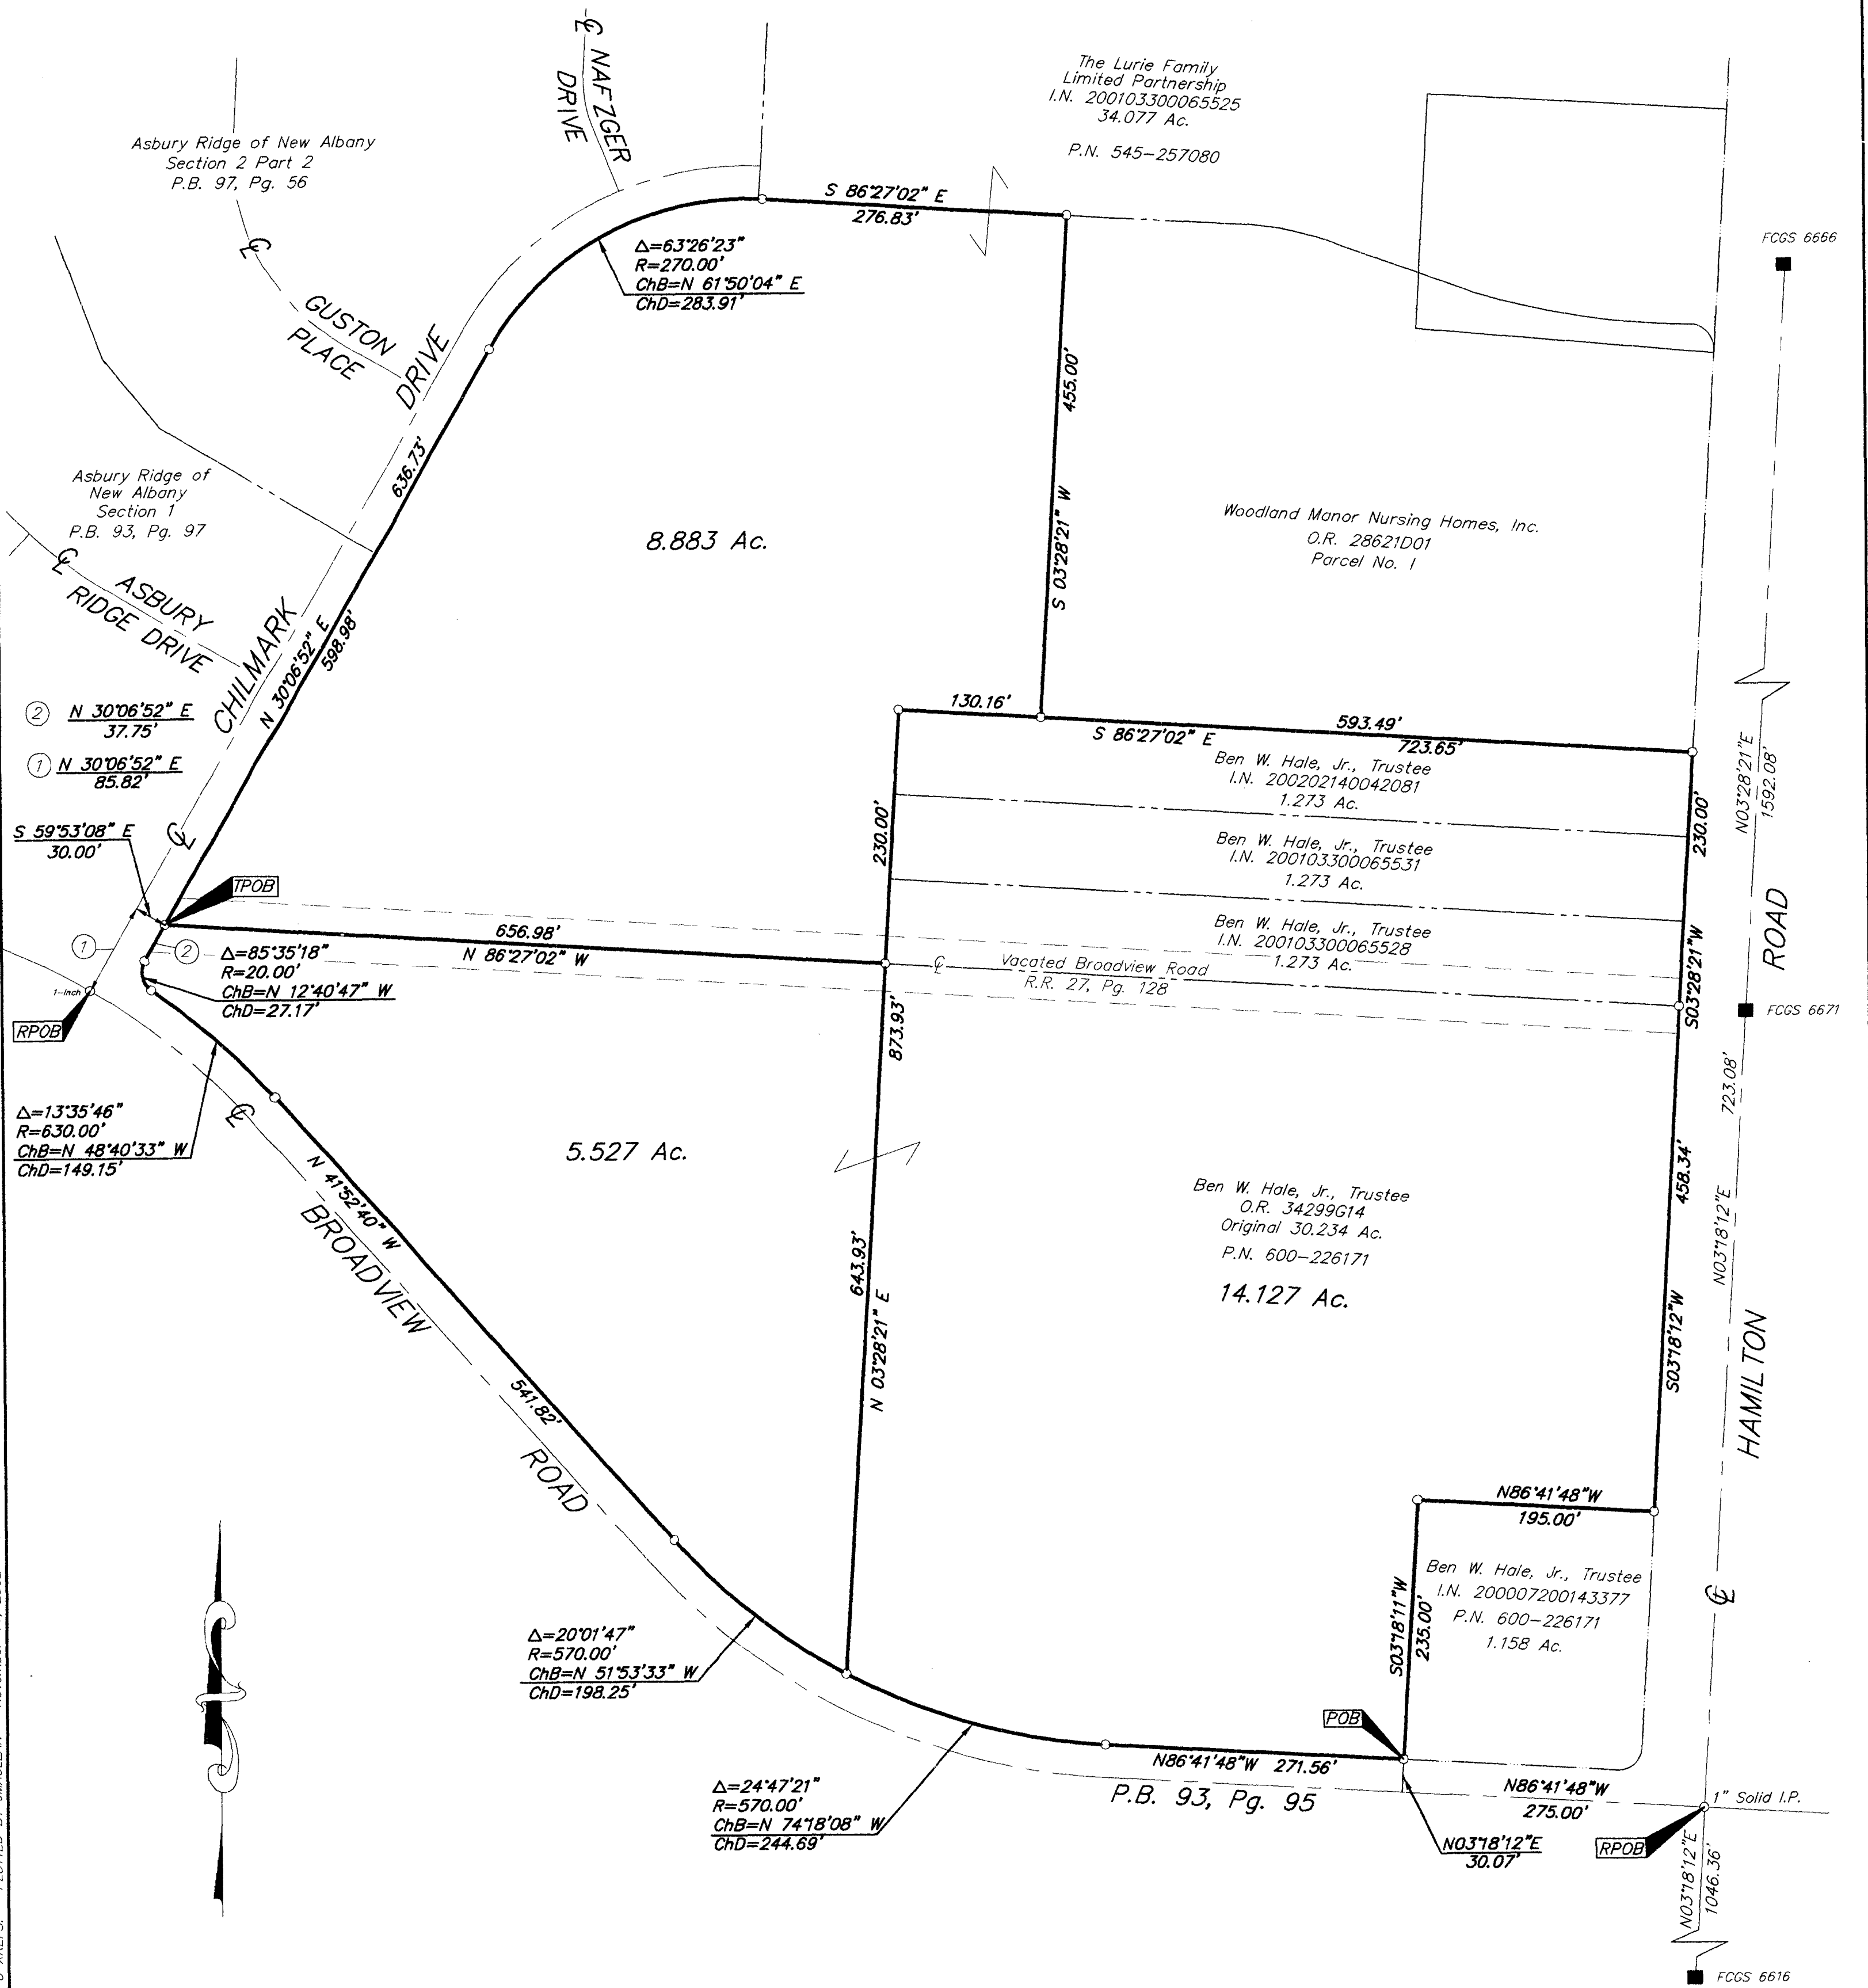 ℄ NAFZGER
DRIVE
The Lurie Family
Limited Partnership
I.N. 200103300065525
34.077 Ac.
P.N. 545-257080
Asbury Ridge of New Albany
Section 2 Part 2
P.B. 97, Pg. 56
℄
GUSTON
PLACE
S 86°27'02" E
276.83'
FCGS 6666
Δ=63°26'23"
R=270.00'
ChB=N 61°50'04" E
ChD=283.91'
DRIVE
636.73'
455.00'
S 03°28'21" W
Asbury Ridge of
New Albany
Section 1
P.B. 93, Pg. 97
℄ ASBURY
RIDGE DRIVE
8.883 Ac.
Woodland Manor Nursing Homes, Inc.
O.R. 28621D01
Parcel No. 1
CHILMARK
N 30°06'52" E
598.98'
℄
2 N 30°06'52" E
37.75'
1 N 30°06'52" E
85.82'
S 59°53'08" E
30.00'
TPOB
130.16'
593.49'
S 86°27'02" E
723.65'
Ben W. Hale, Jr., Trustee
I.N. 200202140042081
1.273 Ac.
Ben W. Hale, Jr., Trustee
I.N. 200103300065531
1.273 Ac.
Ben W. Hale, Jr., Trustee
I.N. 200103300065528
1.273 Ac.
230.00'
230.00'
S03°28'21"W
N03°28'21"E
1592.08'
ROAD
656.98'
N 86°27'02" W
℄ Vacated Broadview Road
R.R. 27, Pg. 128
FCGS 6671
1
2
Δ=85°35'18"
R=20.00'
ChB=N 12°40'47" W
ChD=27.17'
1-Inch
RPOB
873.93'
723.08'
N03°18'12"E
Δ=13°35'46"
R=630.00'
ChB=N 48°40'33" W
ChD=149.15'
℄
5.527 Ac.
N 41°52'40" W
541.82'
BROADVIEW
ROAD
643.93'
N 03°28'21" E
Ben W. Hale, Jr., Trustee
O.R. 34299G14
Original 30.234 Ac.
P.N. 600-226171
14.127 Ac.
458.34'
S03°18'12"W
HAMILTON
℄
N86°41'48"W
195.00'
Ben W. Hale, Jr., Trustee
I.N. 200007200143377
P.N. 600-226171
1.158 Ac.
S03°18'11"W
235.00'
Δ=20°01'47"
R=570.00'
ChB=N 51°53'33" W
ChD=198.25'
POB
N86°41'48"W 271.56'
P.B. 93, Pg. 95
Δ=24°47'21"
R=570.00'
ChB=N 74°18'08" W
ChD=244.69'
N86°41'48"W
275.00'
1" Solid I.P.
N03°18'12"E
30.07'
RPOB
N03°18'12"E
1046.36'
FCGS 6616